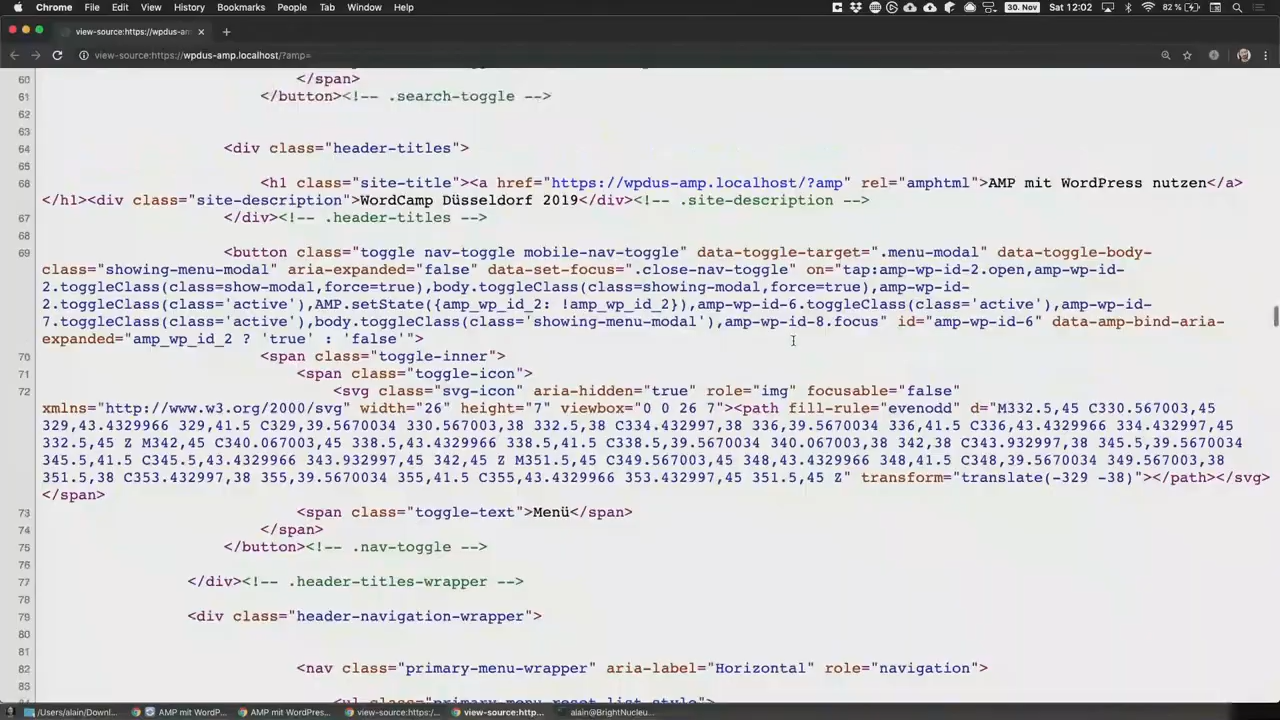 Chrome File Edit View History Bookmarks People Tab Window Help 30. Nov Sat 12:02 82 %
view-source:https://wpdus-am
view-source:https://wpdus-amp.localhost/?amp=
60 </span>
61 </button><!-- .search-toggle -->
62
63
64 <div class="header-titles">
65
68 <h1 class="site-title"><a href="https://wpdus-amp.localhost/?amp" rel="amphtml">AMP mit WordPress nutzen</a>
</h1><div class="site-description">WordCamp Düsseldorf 2019</div><!-- .site-description -->
67 </div><!-- .header-titles -->
68
69 <button class="toggle nav-toggle mobile-nav-toggle" data-toggle-target=".menu-modal" data-toggle-body-
class="showing-menu-modal" aria-expanded="false" data-set-focus=".close-nav-toggle" on="tap:amp-wp-id-2.open,amp-wp-id-
2.toggleClass(class=show-modal,force=true),body.toggleClass(class=showing-modal,force=true),amp-wp-id-
2.toggleClass(class='active'),AMP.setState({amp_wp_id_2: !amp_wp_id_2}),amp-wp-id-6.toggleClass(class='active'),amp-wp-id-
7.toggleClass(class='active'),body.toggleClass(class='showing-menu-modal'),amp-wp-id-8.focus" id="amp-wp-id-6" data-amp-bind-aria-
expanded="amp_wp_id_2 ? 'true' : 'false'">
70 <span class="toggle-inner">
71 <span class="toggle-icon">
72 <svg class="svg-icon" aria-hidden="true" role="img" focusable="false"
xmlns="http://www.w3.org/2000/svg" width="26" height="7" viewbox="0 0 26 7"><path fill-rule="evenodd" d="M332.5,45 C330.567003,45
329,43.4329966 329,41.5 C329,39.5670034 330.567003,38 332.5,38 C334.432997,38 336,39.5670034 336,41.5 C336,43.4329966 334.432997,45
332.5,45 Z M342,45 C340.067003,45 338.5,43.4329966 338.5,41.5 C338.5,39.5670034 340.067003,38 342,38 C343.932997,38 345.5,39.5670034
345.5,41.5 C345.5,43.4329966 343.932997,45 342,45 Z M351.5,45 C349.567003,45 348,43.4329966 348,41.5 C348,39.5670034 349.567003,38
351.5,38 C353.432997,38 355,39.5670034 355,41.5 C355,43.4329966 353.432997,45 351.5,45 Z" transform="translate(-329 -38)"></path></svg>
</span>
73 <span class="toggle-text">Menü</span>
74 </span>
75 </button><!-- .nav-toggle -->
76
77 </div><!-- .header-titles-wrapper -->
78
79 <div class="header-navigation-wrapper">
80
81
82 <nav class="primary-menu-wrapper" aria-label="Horizontal" role="navigation">
83
<ul class="primary-menu reset-list-style">
/Users/alain/Downl... AMP mit WordP... AMP mit WordPres... view-source:https:/... view-source:http... alain@BrightNucleu...